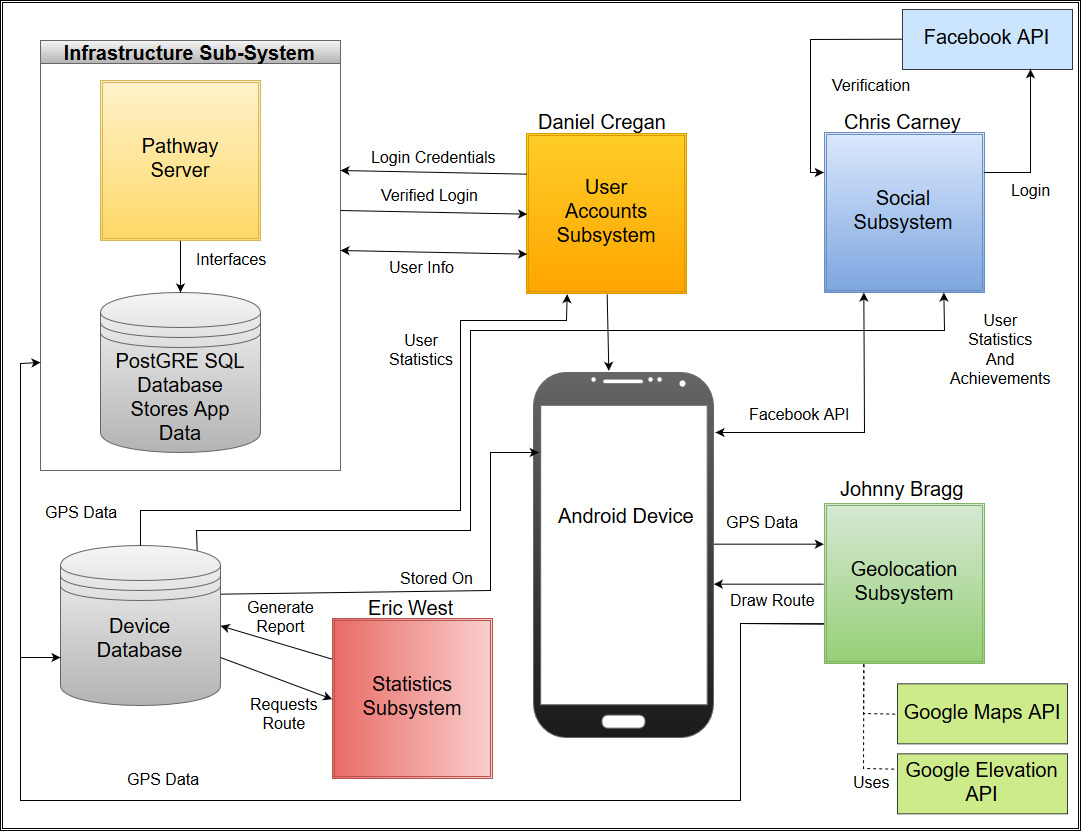 Infrastructure Sub-System
Pathway
Server
Interfaces
PostGRE SQL
Database
Stores App
Data
Login Credentials
Verified Login
User Info
Daniel Cregan
User
Accounts
Subsystem
Facebook API
Verification
Chris Carney
Social
Subsystem
Login
User
Statistics
User
Statistics
And
Achievements
Facebook API
Android Device
Johnny Bragg
GPS Data
Geolocation
Subsystem
Draw Route
GPS Data
Device
Database
Stored On
Generate
Report
Eric West
Statistics
Subsystem
Requests
Route
GPS Data
Google Maps API
Google Elevation
API
Uses